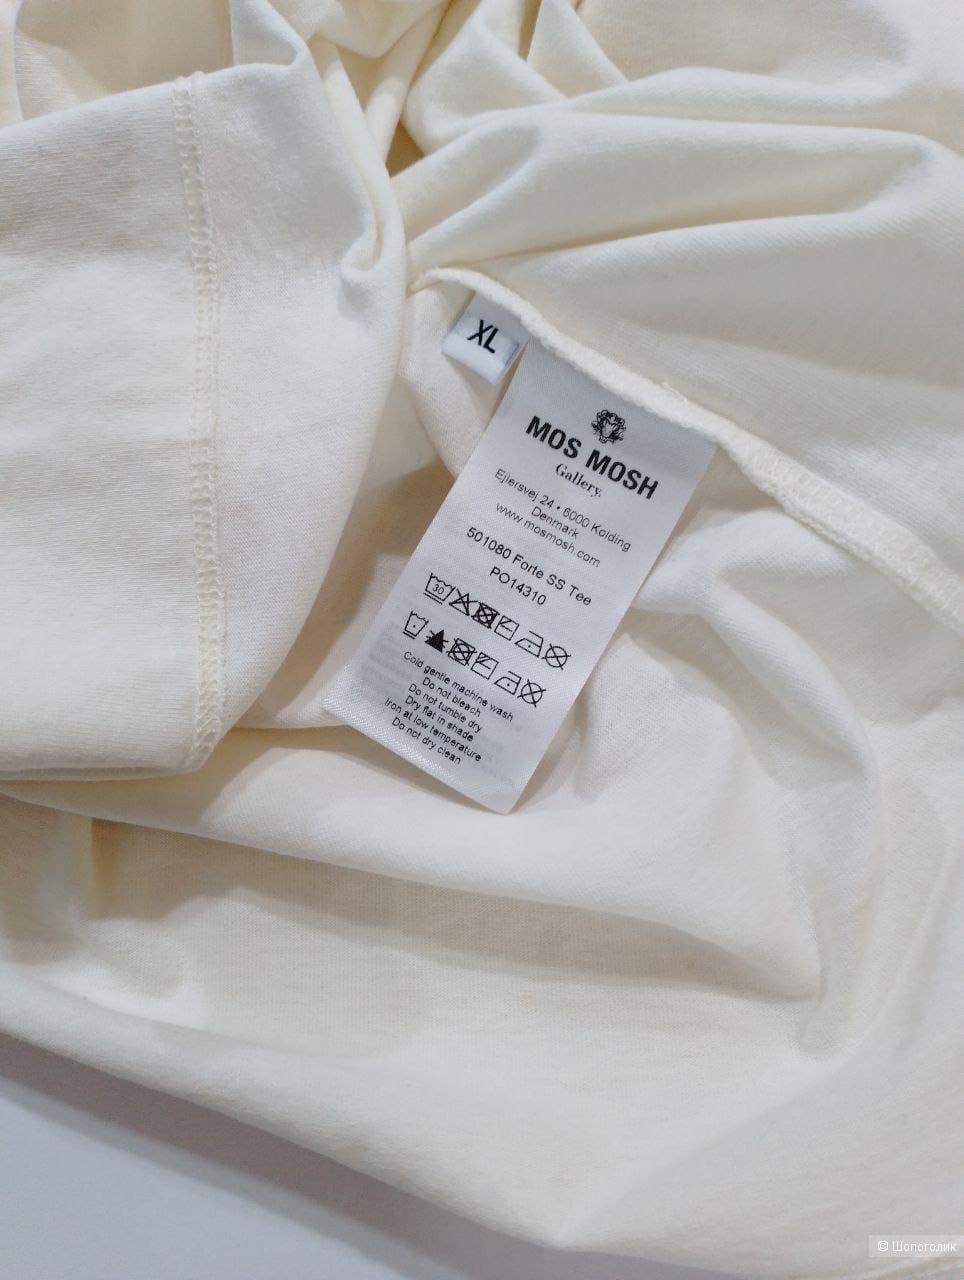 XL
MOS MOSH
Gallery.
Ejlersvej 24 • 6000 Kolding
Denmark
www.mosmosh.com
501080 Forte SS Tee
PO14310
30
Cold gentle machine wash
Do not bleach
Do not tumble dry
Dry flat in shade
Iron at low temperature
Do not dry clean
© Шопоголик